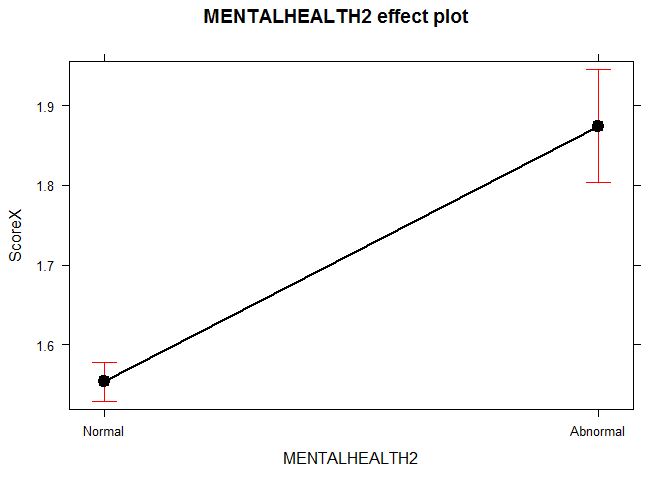 MENTALHEALTH2 effect plot
1.9
1.8
1.7
1.6
ScoreX
Normal
Abnormal
MENTALHEALTH2